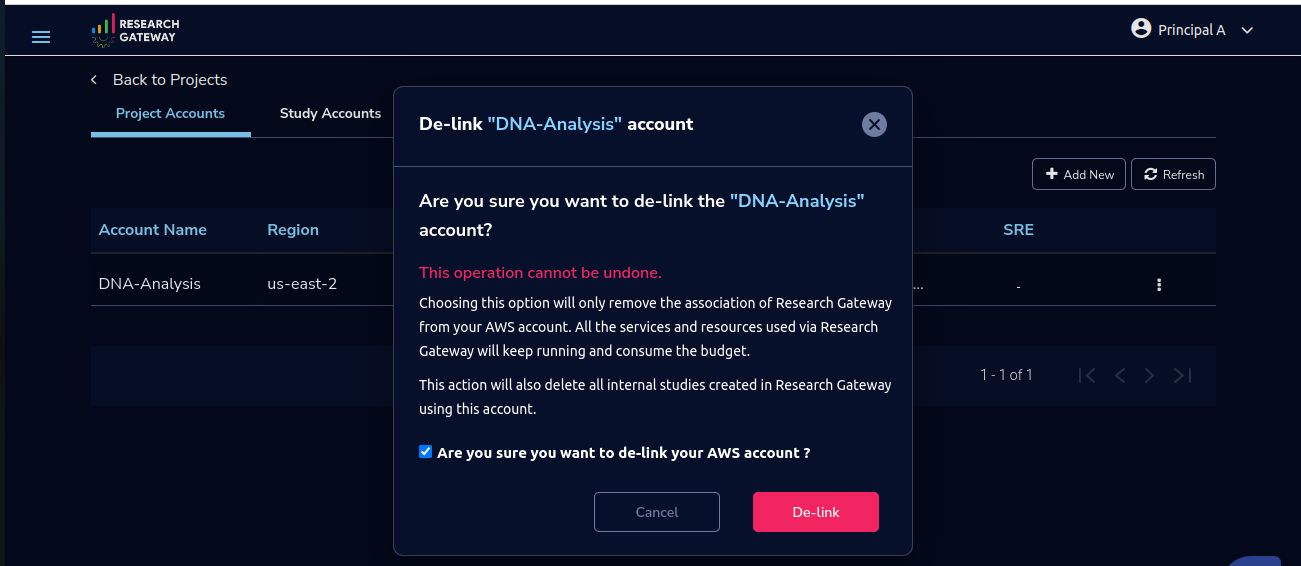 RESEARCH
GATEWAY
Principal A
Back to Projects
Project Accounts
Study Accounts
Add New
Refresh
Account Name
Region
SRE
DNA-Analysis
us-east-2
...
-
1 - 1 of 1
De-link "DNA-Analysis" account
Are you sure you want to de-link the "DNA-Analysis"
account?
This operation cannot be undone.
Choosing this option will only remove the association of Research Gateway
from your AWS account. All the services and resources used via Research
Gateway will keep running and consume the budget.
This action will also delete all internal studies created in Research Gateway
using this account.
Are you sure you want to de-link your AWS account ?
Cancel
De-link